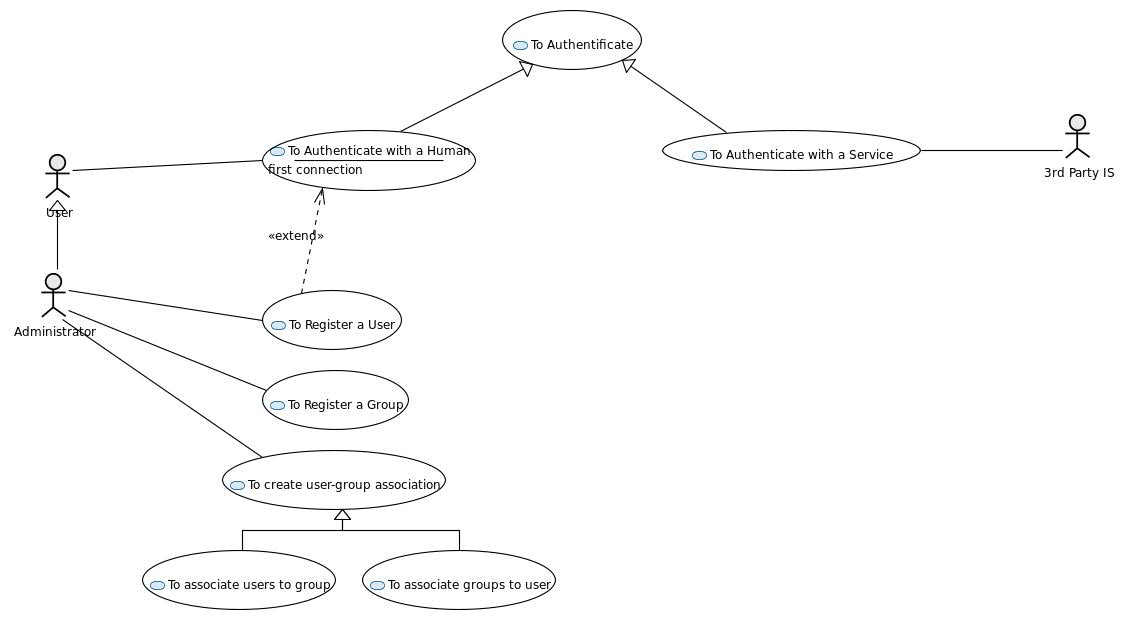 To Authentificate
To Authenticate with a Human
first connection
To Authenticate with a Service
3rd Party IS
User
«extend»
Administrator
To Register a User
To Register a Group
To create user-group association
To associate users to group
To associate groups to user